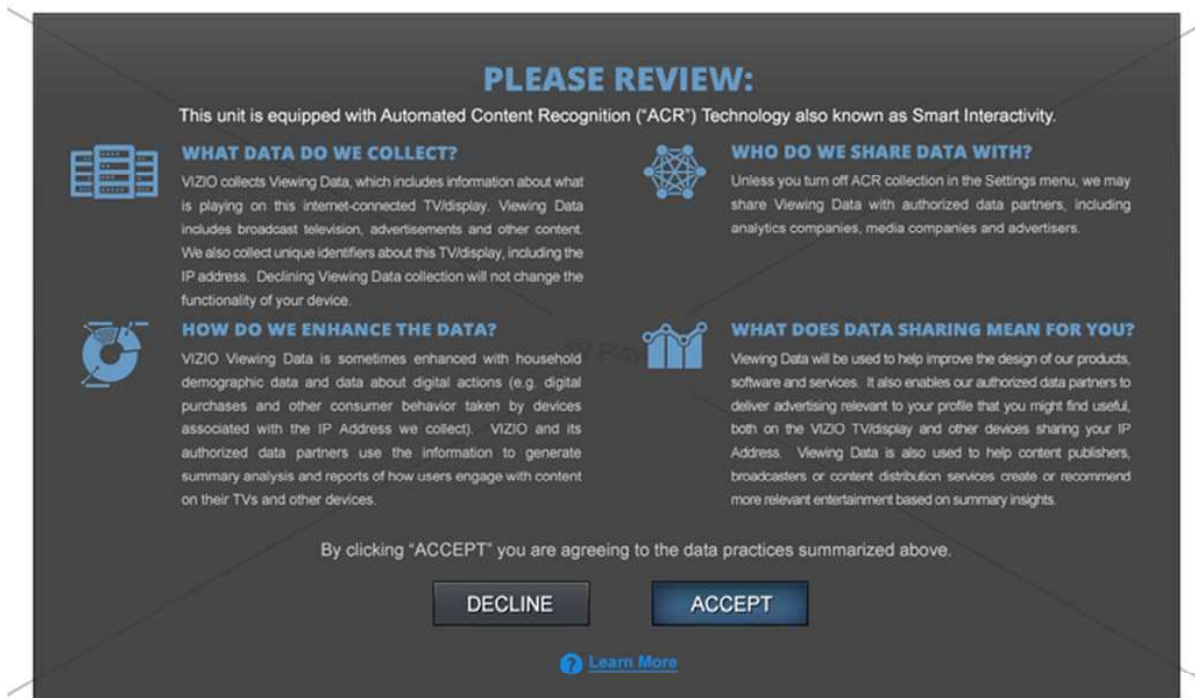 PLEASE REVIEW:
This unit is equipped with Automated Content Recognition ("ACR") Technology also known as Smart Interactivity.
WHAT DATA DO WE COLLECT?
VIZIO collects Viewing Data, which includes information about what
is playing on this internet-connected TV/display. Viewing Data
includes broadcast television, advertisements and other content.
We also collect unique identifiers about this TV/display, including the
IP address. Declining Viewing Data collection will not change the
functionality of your device.
WHO DO WE SHARE DATA WITH?
Unless you turn off ACR collection in the Settings menu, we may
share Viewing Data with authorized data partners, including
analytics companies, media companies and advertisers.
HOW DO WE ENHANCE THE DATA?
VIZIO Viewing Data is sometimes enhanced with household
demographic data and data about digital actions (e.g. digital
purchases and other consumer behavior taken by devices
associated with the IP Address we collect). VIZIO and its
authorized data partners use the information to generate
summary analysis and reports of how users engage with content
on their TVs and other devices.
WHAT DOES DATA SHARING MEAN FOR YOU?
Viewing Data will be used to help improve the design of our products,
software and services. It also enables our authorized data partners to
deliver advertising relevant to your profile that you might find useful,
both on the VIZIO TV/display and other devices sharing your IP
Address. Viewing Data is also used to help content publishers,
broadcasters or content distribution services create or recommend
more relevant entertainment based on summary insights.
By clicking "ACCEPT" you are agreeing to the data practices summarized above.
DECLINE
ACCEPT
? Learn More